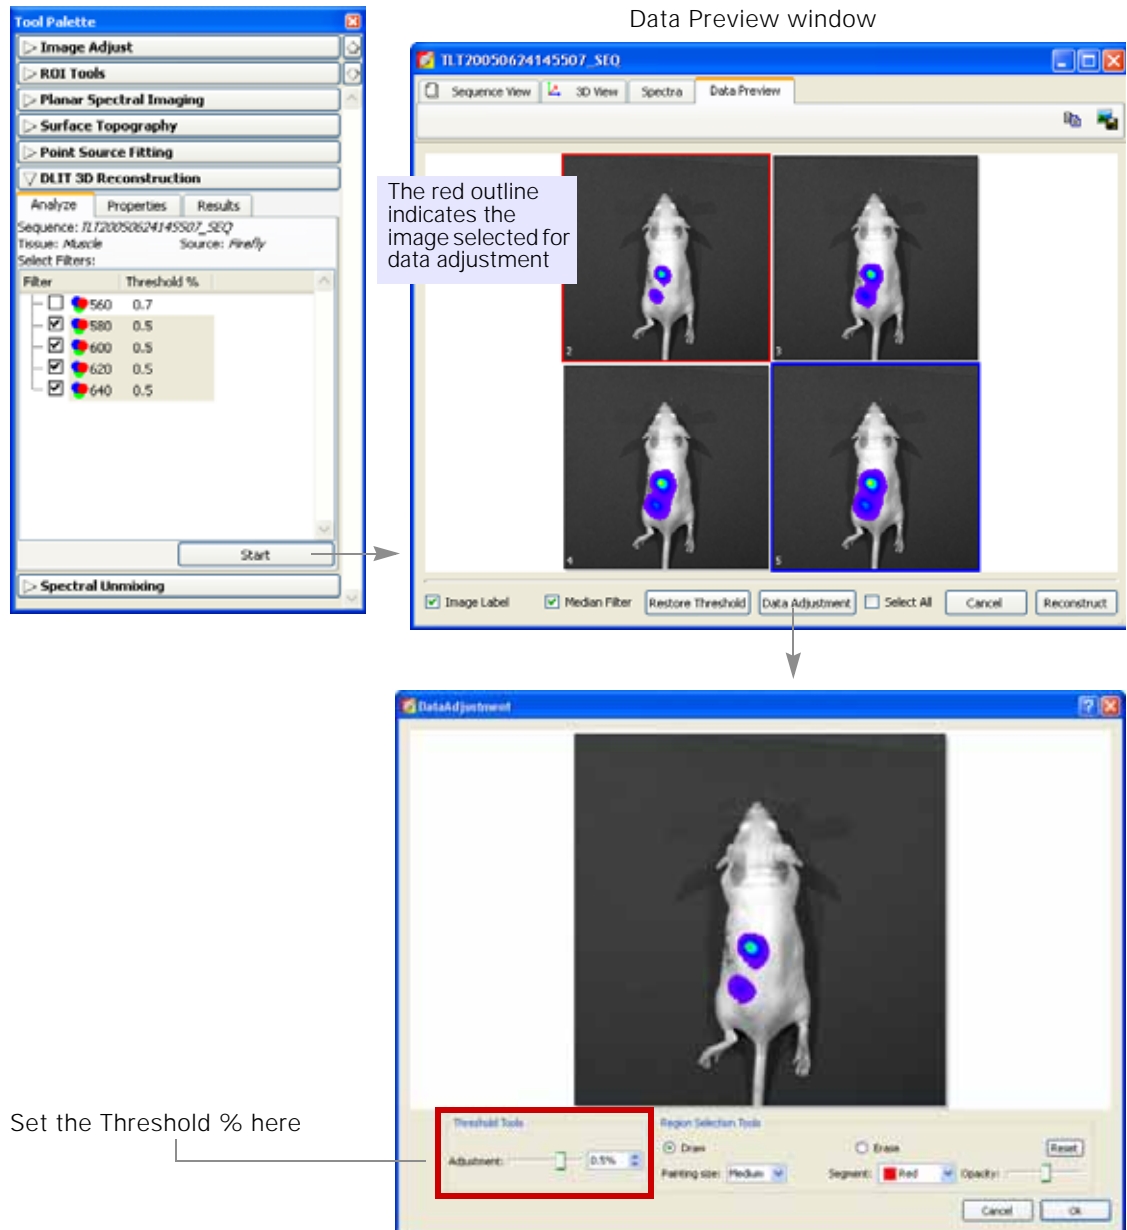 Data Preview window
Tool Palette
Image Adjust
ROI Tools
Planar Spectral Imaging
Surface Topography
Point Source Fitting
DLIT 3D Reconstruction
Analyze Properties Results
Sequence: TLT20050624145507_SEQ
Tissue: Muscle Source: Firefly
Select Filters:
Filter Threshold %
560 0.7
580 0.5
600 0.5
620 0.5
640 0.5
Start
Spectral Unmixing
TLT20050624145507_SEQ
Sequence View 3D View Spectra Data Preview
The red outline
indicates the
image selected for
data adjustment
2
3
4
5
Image Label Median Filter Restore Threshold Data Adjustment Select All Cancel Reconstruct
DataAdjustment
Set the Threshold % here
Threshold Tools
Adjustment: 0.5%
Region Selection Tools
Draw Erase Reset
Painting size: Medium Segment: Red Opacity:
Cancel Ok